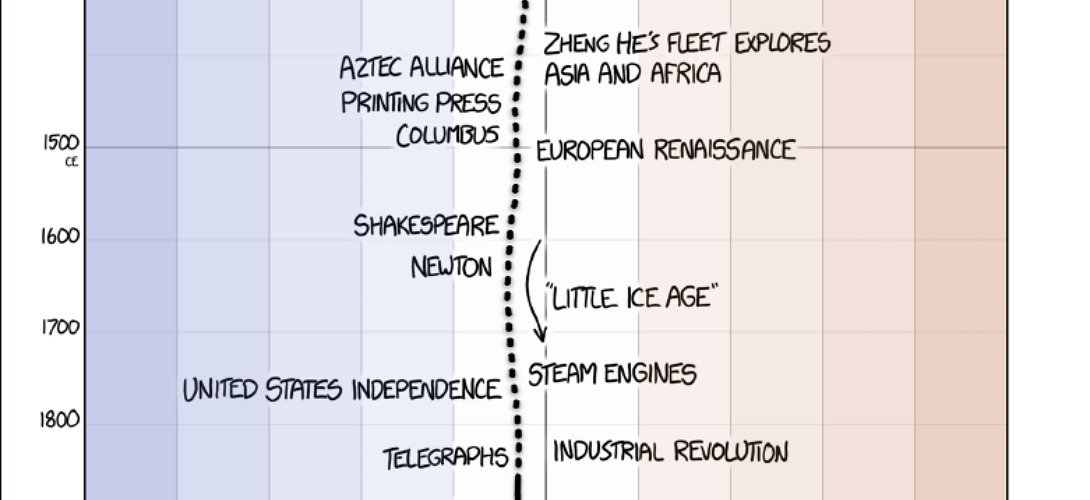 ZHENG HE'S FLEET EXPLORES
ASIA AND AFRICA
AZTEC ALLIANCE
PRINTING PRESS
COLUMBUS
1500
CE
EUROPEAN RENAISSANCE
SHAKESPEARE
1600
NEWTON
"LITTLE ICE AGE"
1700
STEAM ENGINES
UNITED STATES INDEPENDENCE
1800
TELEGRAPHS
INDUSTRIAL REVOLUTION